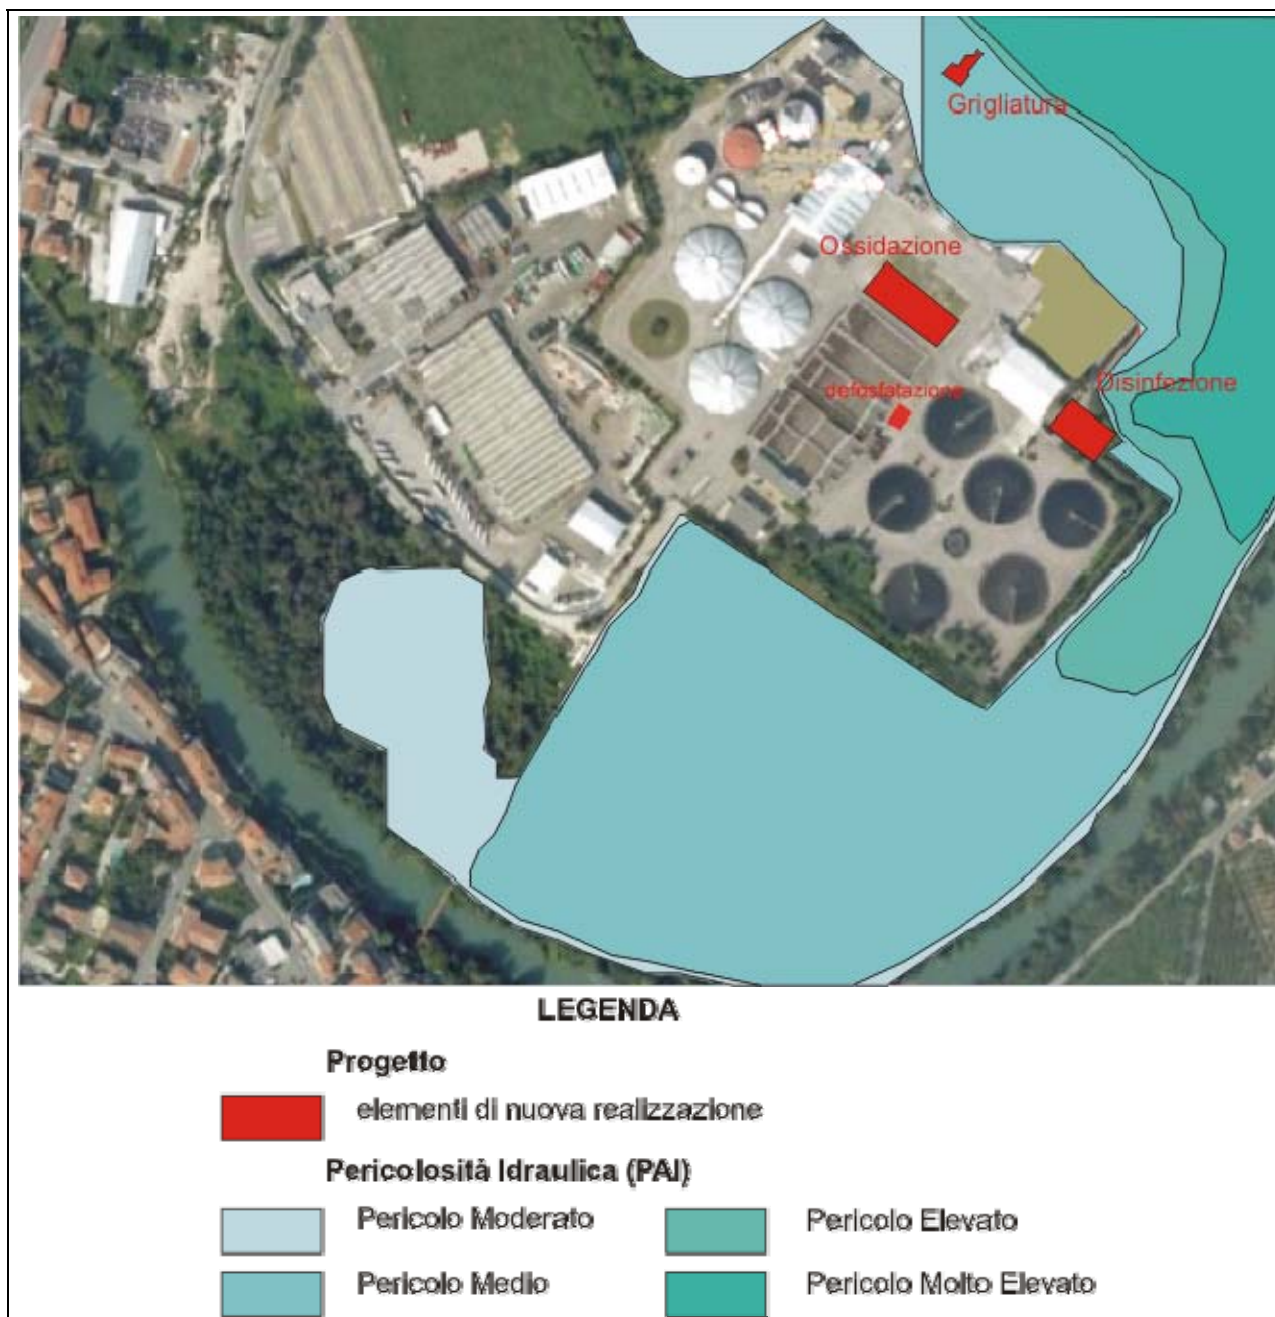 Grigliatura
Ossidazione
Disinfezione
defosfatazione
LEGENDA
Progetto
elementi di nuova realizzazione
Pericolosità Idraulica (PAI)
Pericolo Moderato
Pericolo Elevato
Pericolo Medio
Pericolo Molto Elevato